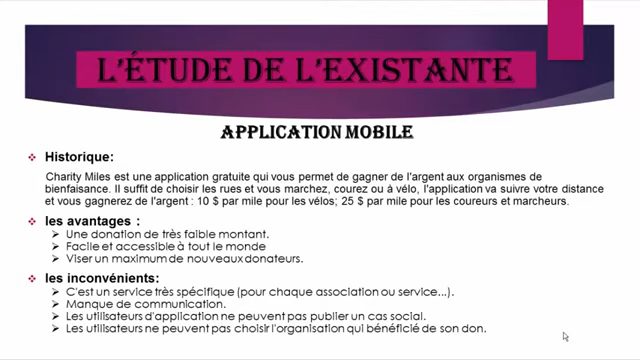 L'ÉTUDE DE L'EXISTANTE
APPLICATION MOBILE
Historique:
Charity Miles est une application gratuite qui vous permet de gagner de l'argent aux organismes de
bienfaisance. Il suffit de choisir les rues et vous marchez, courez ou à vélo, l'application va suivre votre distance
et vous gagnerez de l'argent : 10 $ par mile pour les vélos; 25 $ par mile pour les coureurs et marcheurs.
les avantages :
Une donation de très faible montant.
Facile et accessible à tout le monde
Viser un maximum de nouveaux donateurs.
les inconvénients:
C'est un service très spécifique (pour chaque association ou service...).
Manque de communication.
Les utilisateurs d'application ne peuvent pas publier un cas social.
Les utilisateurs ne peuvent pas choisir l'organisation qui bénéficié de son don.